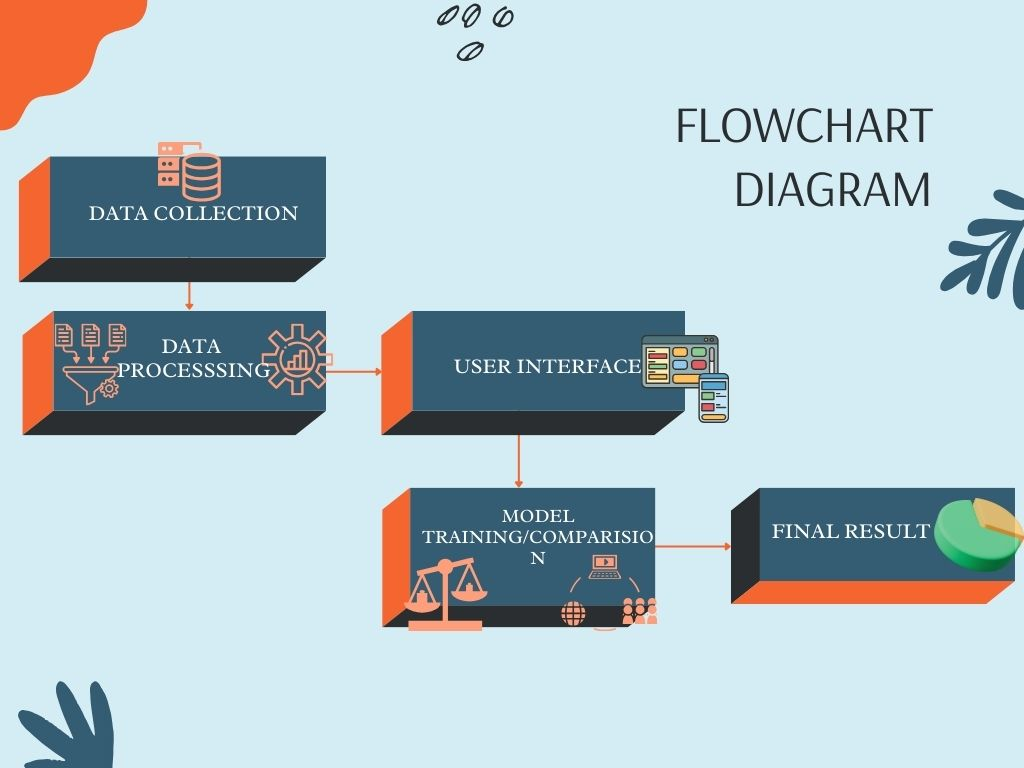 FLOWCHART
DIAGRAM
DATA COLLECTION
DATA
PROCESSSING
USER INTERFACE
MODEL
TRAINING/COMPARISIO
N
FINAL RESULT